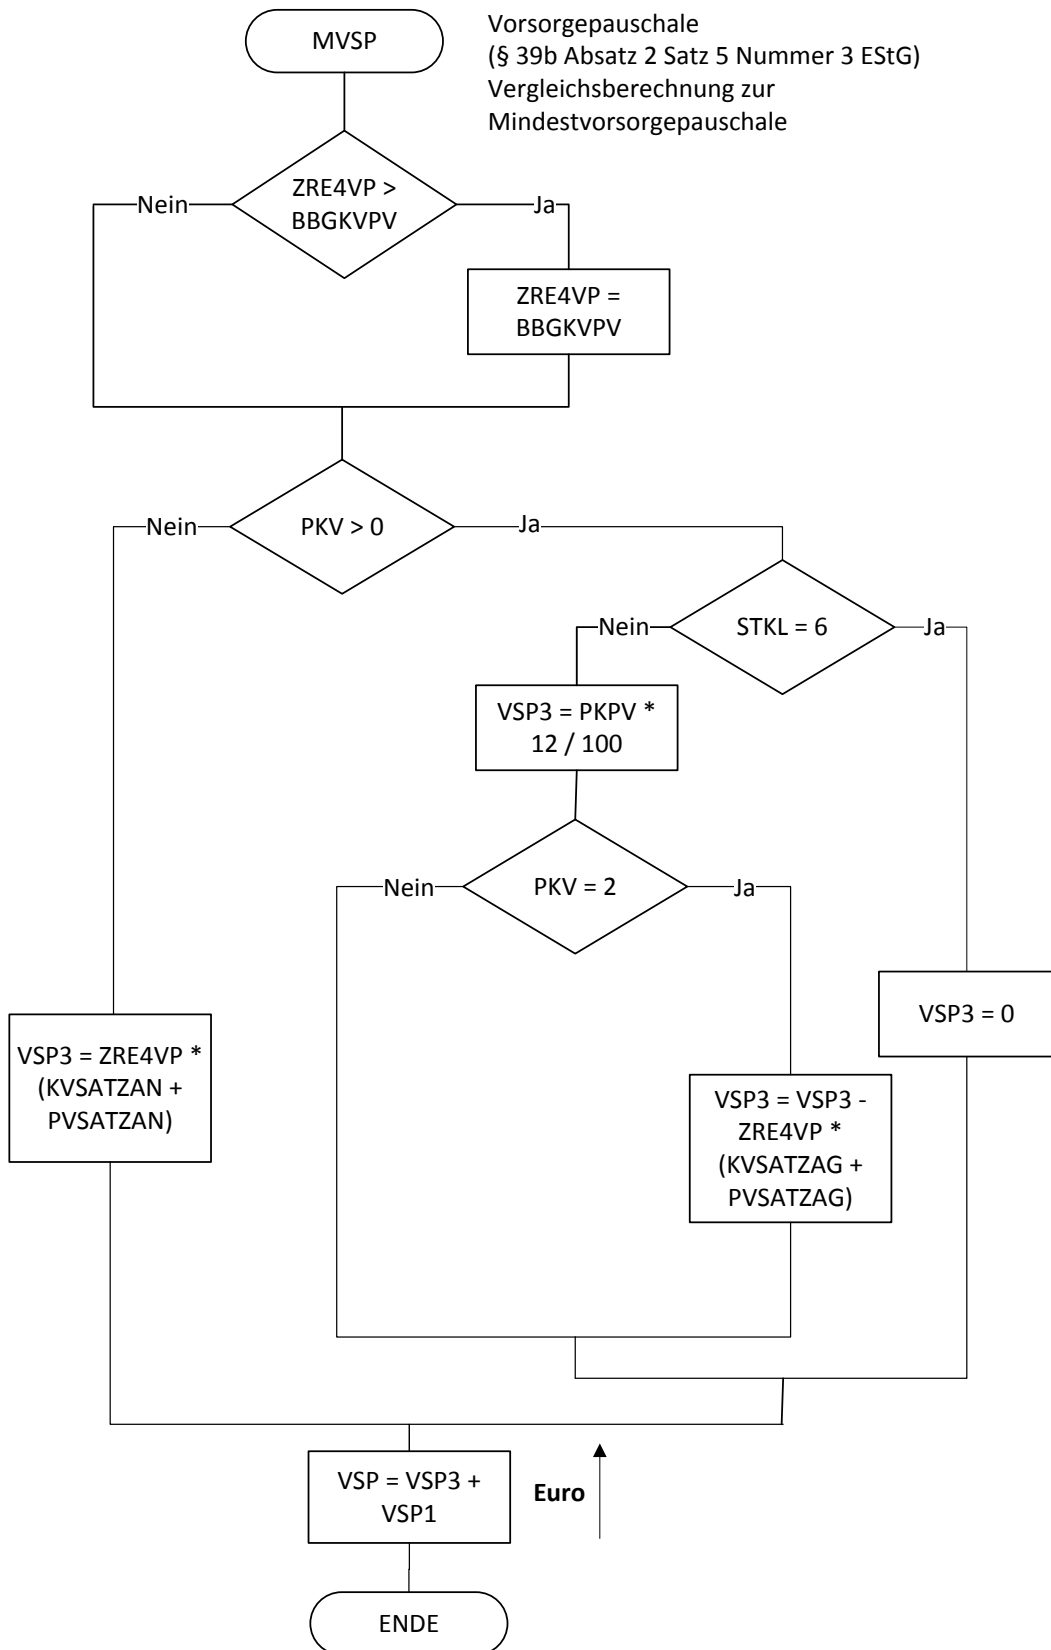 MVSP
Vorsorgepauschale
(§ 39b Absatz 2 Satz 5 Nummer 3 EStG)
Vergleichsberechnung zur
Mindestvorsorgepauschale
Nein
ZRE4VP >
BBGKVPV
Ja
ZRE4VP =
BBGKVPV
Nein
PKV > 0
Ja
Nein
STKL = 6
Ja
VSP3 = PKPV *
12 / 100
Nein
PKV = 2
Ja
VSP3 = 0
VSP3 = ZRE4VP *
(KVSATZAN +
PVSATZAN)
VSP3 = VSP3 -
ZRE4VP *
(KVSATZAG +
PVSATZAG)
VSP = VSP3 +
VSP1
Euro
ENDE